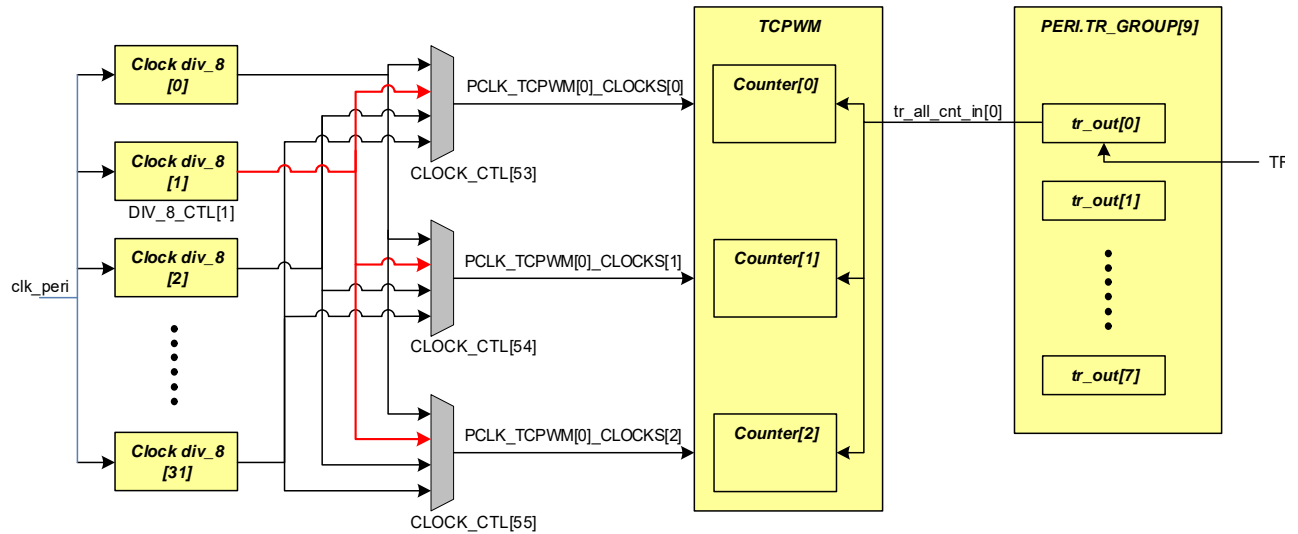 TCPWM
PERI.TR_GROUP[9]
Clock div_8
[0]
Counter[0]
PCLK_TCPWM[0]_CLOCKS[0]
tr_all_cnt_in[0]
tr_out[0]
Clock div_8
[1]
CLOCK_CTL[53]
tr_out[1]
DIV_8_CTL[1]
Clock div_8
[2]
PCLK_TCPWM[0]_CLOCKS[1]
Counter[1]
clk_peri
CLOCK_CTL[54]
tr_out[7]
Clock div_8
[31]
PCLK_TCPWM[0]_CLOCKS[2]
Counter[2]
CLOCK_CTL[55]